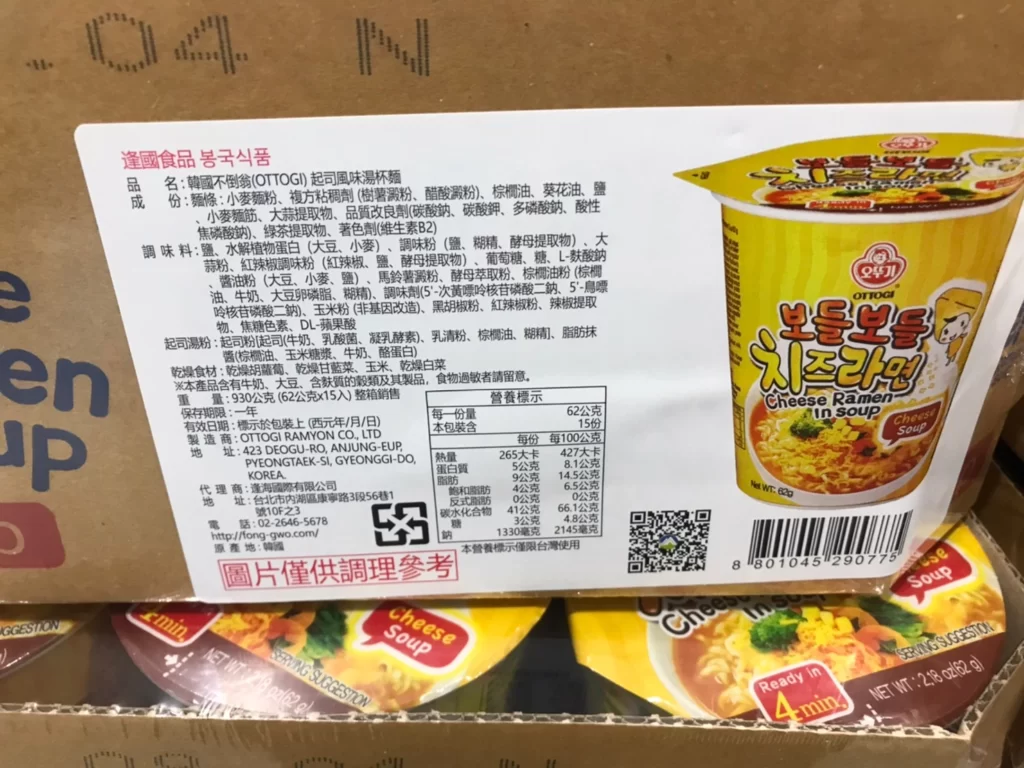 04 N
逢國食品 봉국식품
品 名:韓國不倒翁(OTTOGI) 起司風味湯杯麵
成 份:麵條:小麥麵粉、複方粘稠劑 (樹薯澱粉、醋酸澱粉)、棕櫚油、葵花油、鹽
、小麥麵筋、大蒜提取物、品質改良劑(碳酸鈉、碳酸鉀、多磷酸鈉、酸性
焦磷酸鈉)、綠茶提取物、著色劑(維生素B2)
調 味 料:鹽、水解植物蛋白 (大豆、小麥) 、調味粉 (鹽、糊精、酵母提取物) 、大
蒜粉、紅辣椒調味粉 (紅辣椒、鹽、酵母提取物) 、葡萄糖、糖、L-麩酸鈉
、醬油粉 (大豆、小麥、鹽) 、馬鈴薯澱粉、酵母萃取粉、棕櫚油粉 (棕櫚
油、牛奶、大豆卵磷脂、糊精)、調味劑(5'-次黃嘌呤核苷磷酸二鈉、5'-鳥嘌
呤核苷磷酸二鈉)、玉米粉 (非基因改造)、黑胡椒粉、紅辣椒粉、辣椒提取
物、焦糖色素、DL-蘋果酸
起司湯粉:起司粉[起司(牛奶、乳酸菌、凝乳酵素)、乳清粉、棕櫚油、糊精]、脂肪抹
醬(棕櫚油、玉米糖漿、牛奶、酪蛋白)
乾燥食材:乾燥胡蘿蔔、乾燥甘藍菜、玉米、乾燥白菜
※本產品含有牛奶、大豆、含麩質的穀類及其製品，食物過敏者請留意。
重 量:930公克 (62公克x15入) 整箱銷售
保存期限:一年
有效日期:標示於包裝上 (西元年/月/日)
製 造 商:OTTOGI RAMYON CO., LTD
地 址:423 DEOGU-RO, ANJUNG-EUP,
PYEONGTAEK-SI, GYEONGGI-DO,
KOREA.
代 理 商:逢海國際有限公司
地 址:台北市內湖區康寧路3段56巷1
號10F之3
電 話:02-2646-5678
http://fong-gwo.com/
原 產 地:韓國
圖片僅供調理參考
營養標示
每一份量 62公克
本包裝含 15份
每份 每100公克
熱量 265大卡 427大卡
蛋白質 5公克 8.1公克
脂肪 9公克 14.5公克
飽和脂肪 4公克 6.5公克
反式脂肪 0公克 0公克
碳水化合物 41公克 66.1公克
糖 3公克 4.8公克
鈉 1330毫克 2145毫克
本營養標示僅限台灣使用
오뚜기
OTTOGI
보들보들
치즈라면
Cheese Ramen
in soup
Cheese
Soup
Net WT: 62g
8 801045 290775
e
en
up
UGGESTION
4 min.
NET WT
oz(62 g)
SERVING SUGGESTION
Cheese
Soup
Cheese
in soup
Ready in
4 min.
NET WT : 2.18 oz(62 g)
SERVING SUGGESTION
Soup